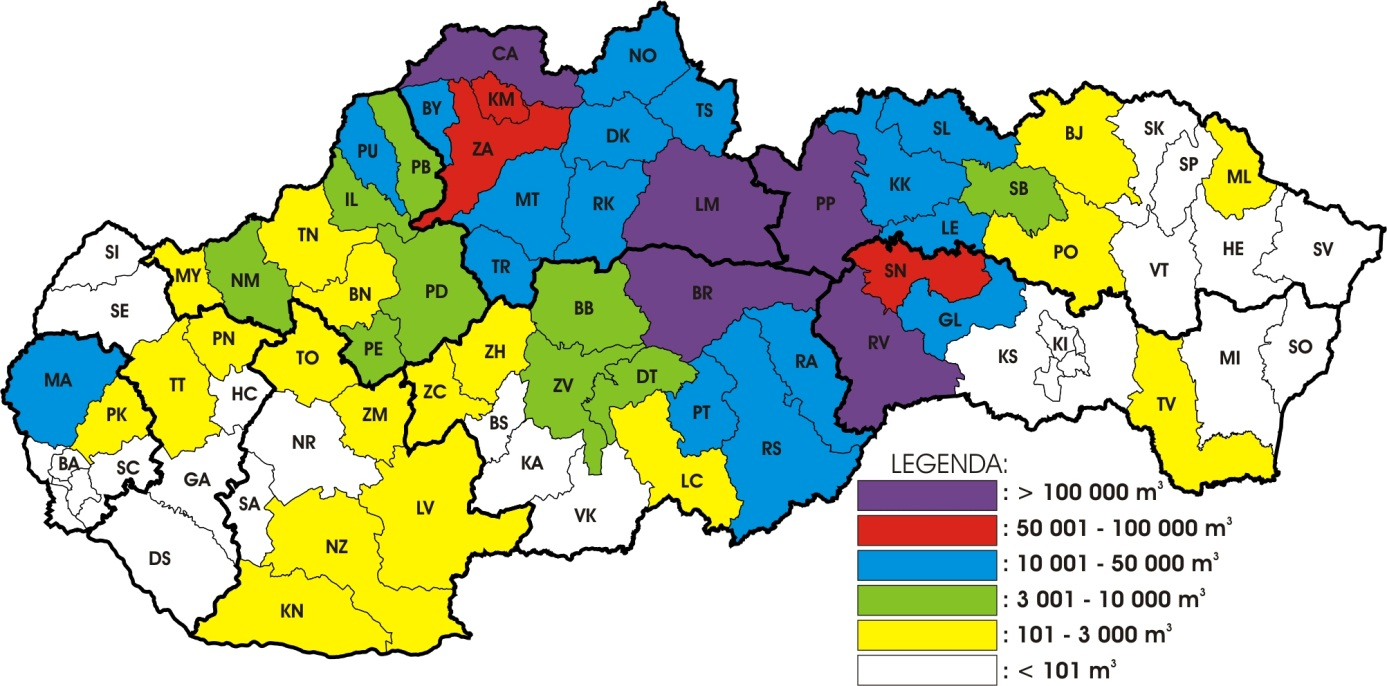 CA
NO
KM
BY
TS
ZA
DK
PU
PB
BJ
SK
SL
SP
ML
IL
MT
RK
LM
PP
KK
SB
LE
TN
SI
MY
NM
BN
PD
TR
BR
SN
PO
VT
HE
SV
SE
BB
GL
PN
PE
TO
ZH
RA
RV
KS
KI
MI
SO
MA
TT
HC
ZC
ZV
DT
PK
ZM
BS
PT
TV
NR
BA
SC
GA
KA
RS
LC
SA
LV
VK
DS
NZ
KN
LEGENDA:
: > 100 000 m³
: 50 001 - 100 000 m³
: 10 001 - 50 000 m³
: 3 001 - 10 000 m³
: 101 - 3 000 m³
: < 101 m³